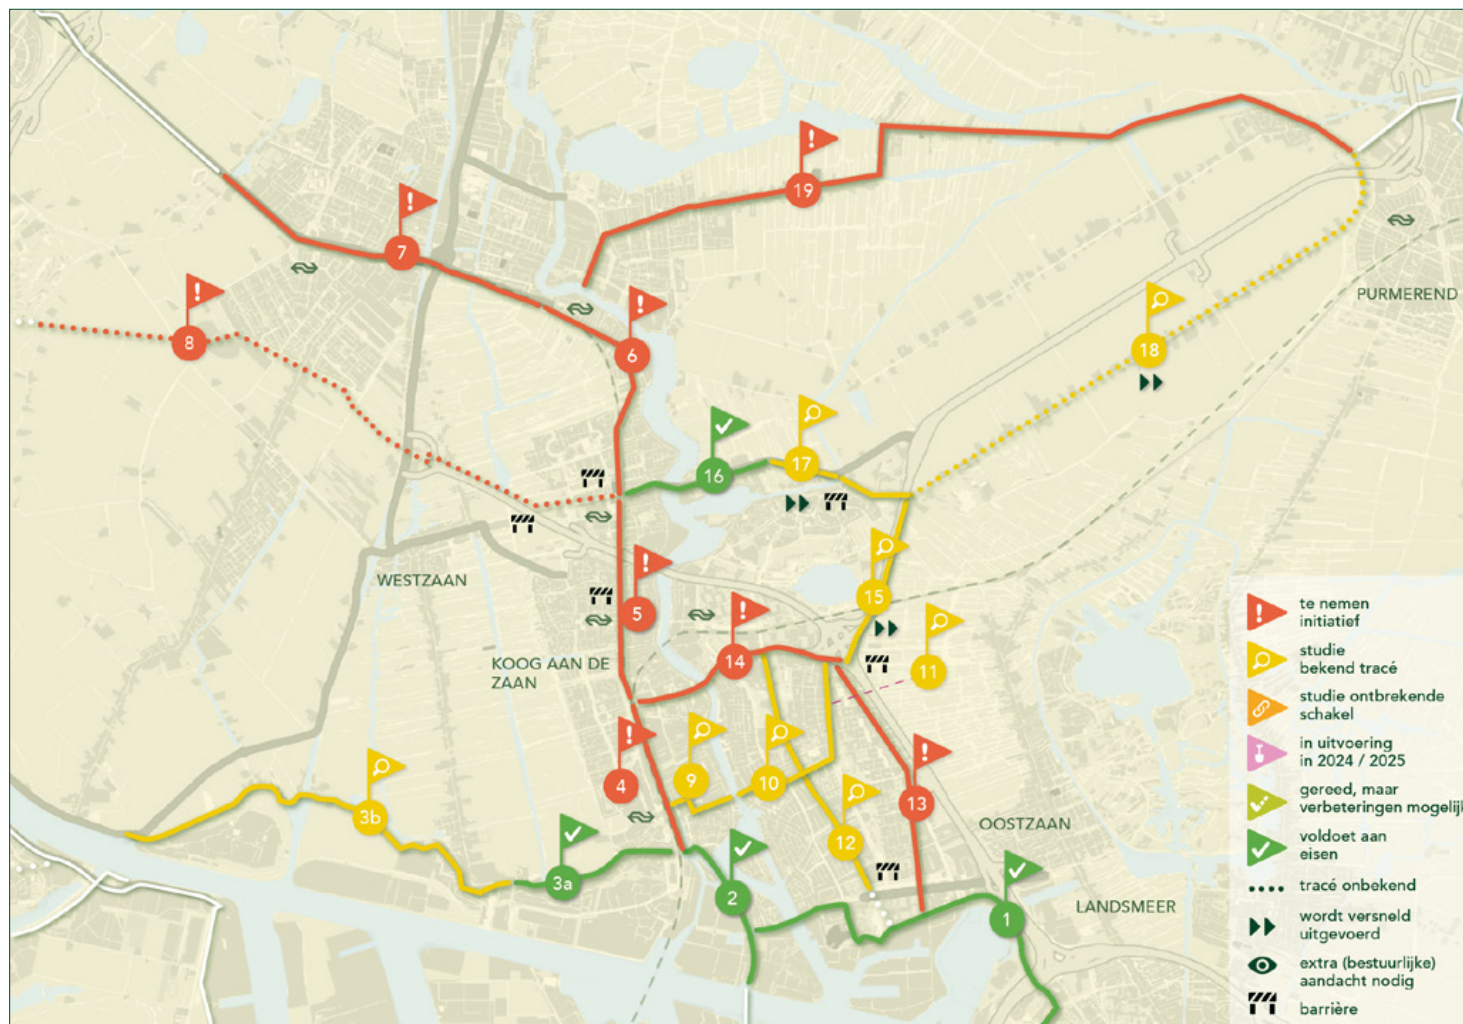 19
7
PURMEREND
8
18
6
17
16
WESTZAAN
15
5
KOOG AAN DE
ZAAN
14
11
4
9
10
13
3b
OOSTZAAN
12
3a
2
LANDSMEER
1
te nemen
initiatief
studie
bekend tracé
studie ontbrekende
schakel
in uitvoering
in 2024 / 2025
gereed, maar
verbeteringen mogelijk
voldoet aan
eisen
tracé onbekend
wordt versneld
uitgevoerd
extra (bestuurlijke)
aandacht nodig
barrière